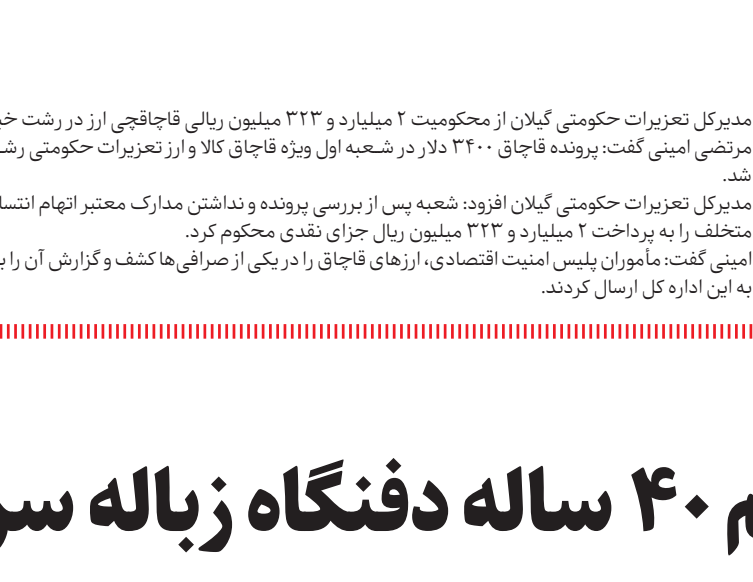 مدیرکل تعزیرات حکومتی گیلان از محکومیت ۲ میلیارد و ۳۲۳ میلیون ریالی قاچاقچی ارز در رشت
مرتضی امینی گفت: پرونده قاچاق ۳۴۰۰ دلار در شعبه اول ویژه قاچاق کالا و ارز تعزیرات حکومتی
شد.
مدیرکل تعزیرات حکومتی گیلان افزود: شعبه پس از بررسی پرونده و نداشتن مدارک معتبر اتهام
متخلف را به پرداخت ۲ میلیارد و ۳۲۳ میلیون ریال جزای نقدی محکوم کرد.
امینی گفت: مأموران پلیس امنیت اقتصادی، ارزهای قاچاق را در یکی از صرافی‌ها کشف و گزارش آن را
به این اداره کل ارسال کردند.
۴۰ ساله دفنگاه زباله